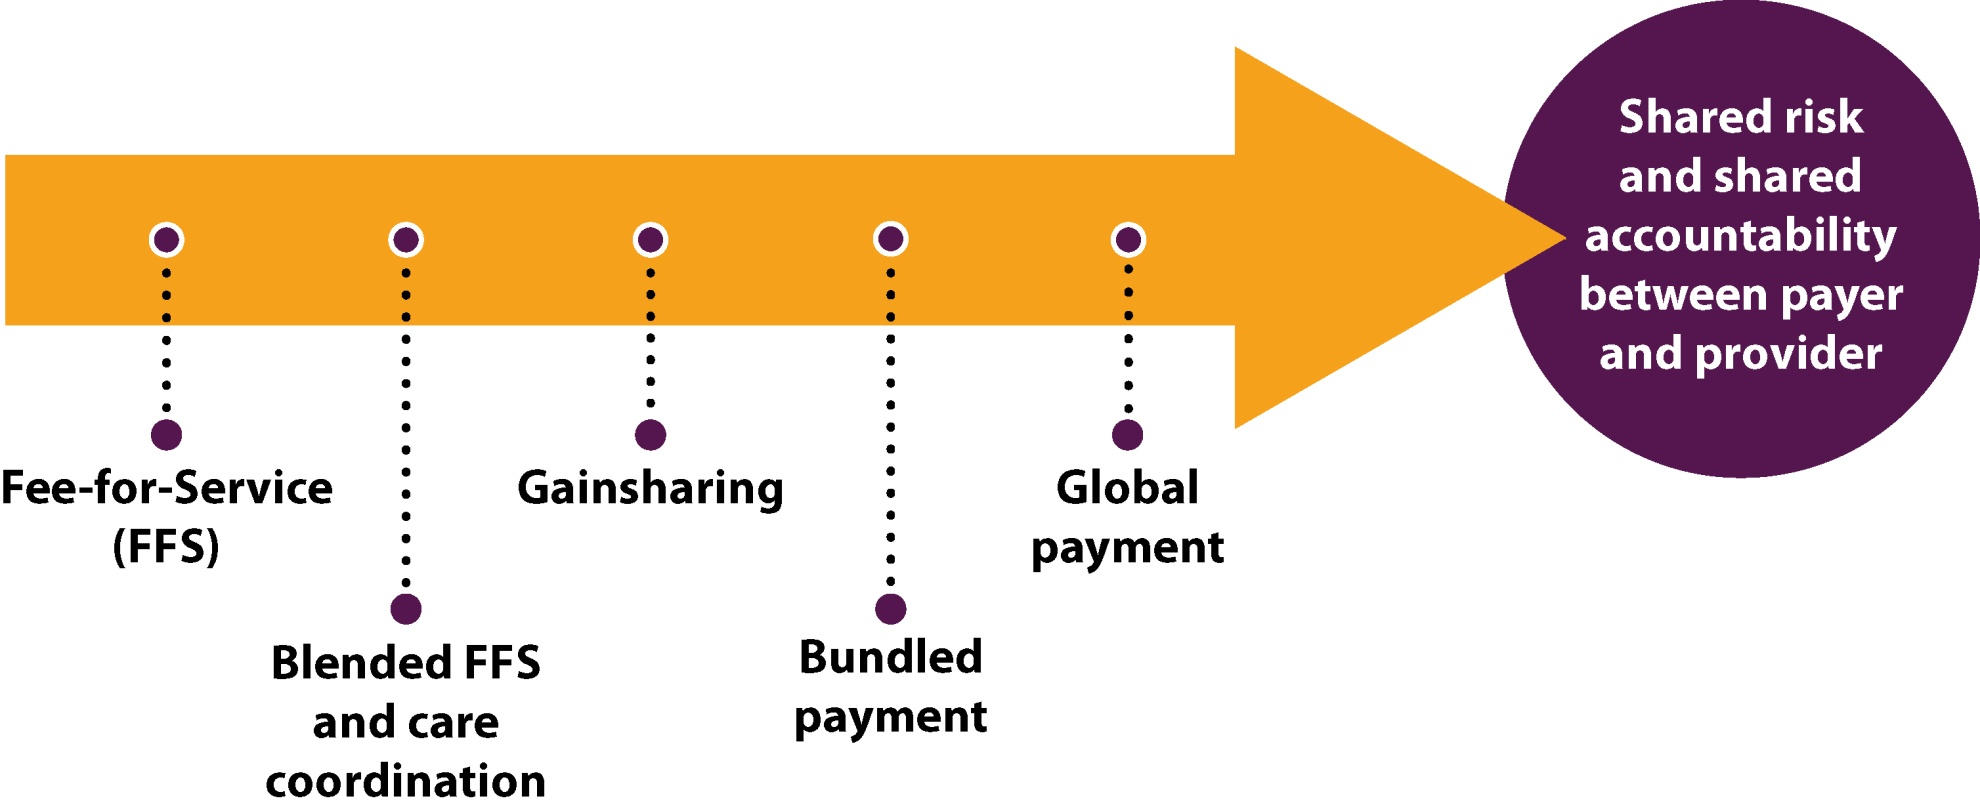 Fee-for-Service
(FFS)
Blended FFS
and care
coordination
Gainsharing
Bundled
payment
Global
payment
Shared risk
and shared
accountability
between payer
and provider